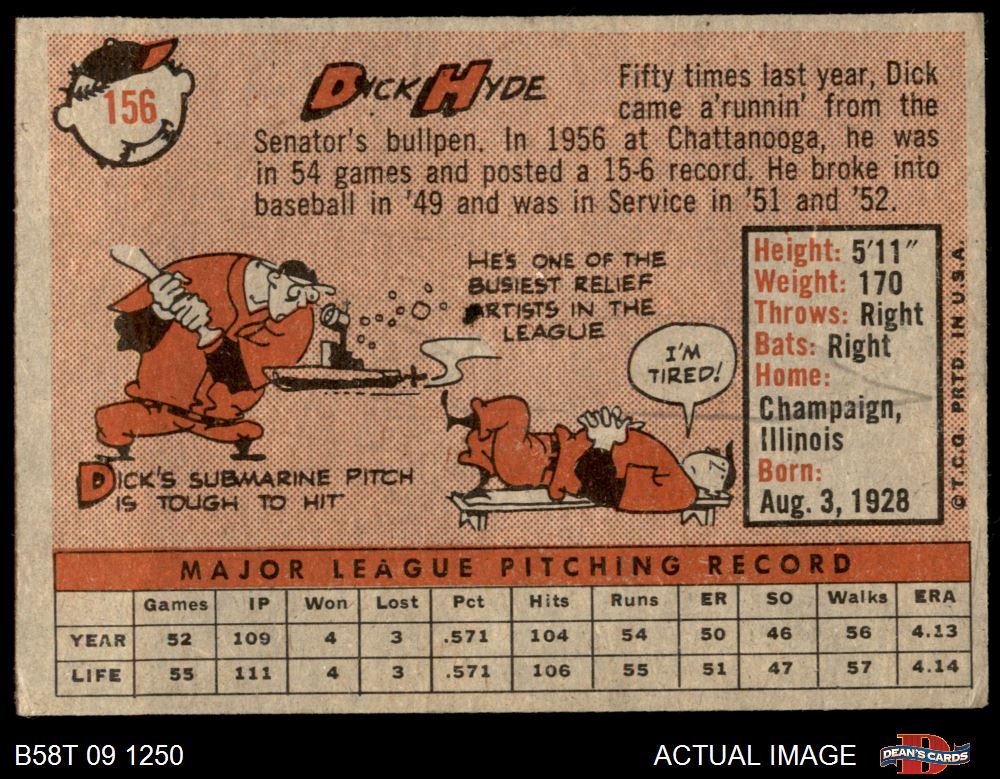 156
DICK HYDE
Fifty times last year, Dick
came a'runnin' from the
Senator's bullpen. In 1956 at Chattanooga, he was
in 54 games and posted a 15-6 record. He broke into
baseball in '49 and was in Service in '51 and '52.
HE'S ONE OF THE
BUSIEST RELIEF
ARTISTS IN THE
LEAGUE
I'M
TIRED!
DICK'S SUBMARINE PITCH
IS TOUGH TO HIT
Height: 5'11"
Weight: 170
Throws: Right
Bats: Right
Home:
Champaign,
Illinois
Born:
Aug. 3, 1928
© T.C.G. PRTD. IN U.S.A.
MAJOR LEAGUE PITCHING RECORD
Games IP Won Lost Pct Hits Runs ER SO Walks ERA
YEAR 52 109 4 3 .571 104 54 50 46 56 4.13
LIFE 55 111 4 3 .571 106 55 51 47 57 4.14
B58T 09 1250 ACTUAL IMAGE DEAN'S CARDS